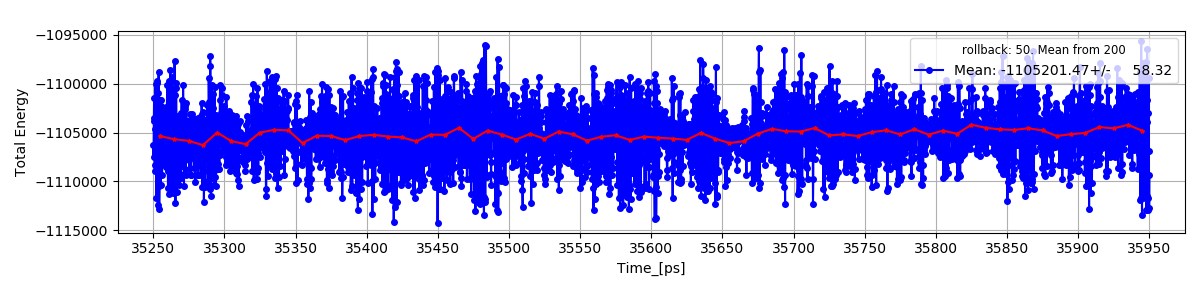 −1095000
−1100000
−1105000
−1110000
−1115000
Total Energy
rollback: 50, Mean from 200
Mean: -1105201.47+/- 58.32
35250 35300 35350 35400 35450 35500 35550 35600 35650 35700 35750 35800 35850 35900 35950
Time_[ps]